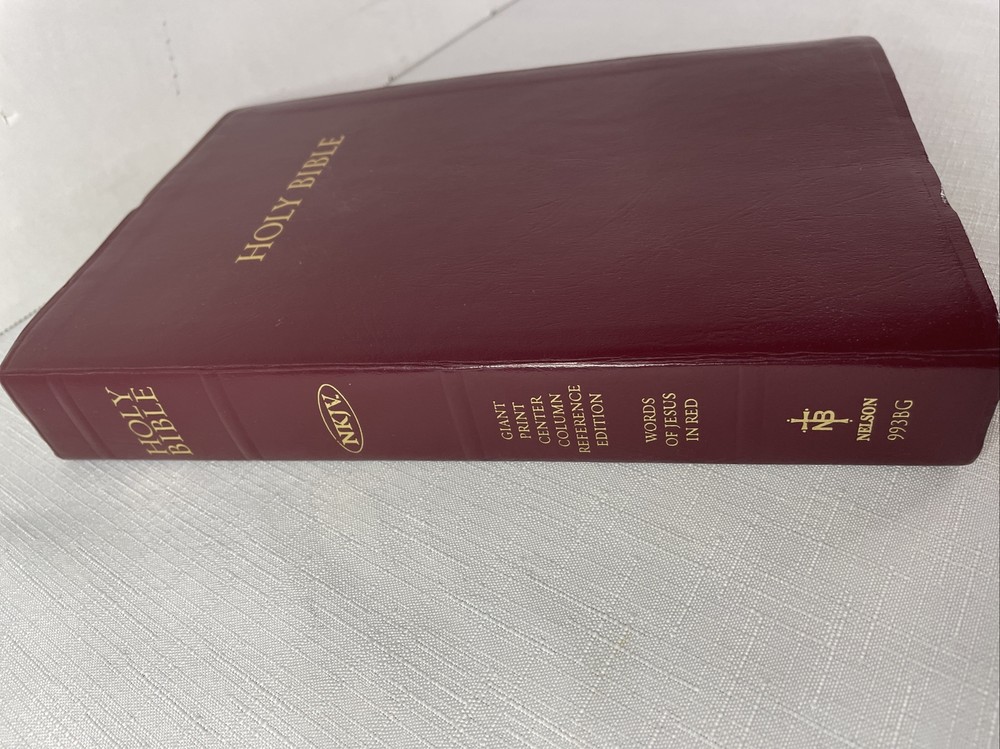 HOLY BIBLE
HOLY
BIBLE
NKJV.
GIANT
PRINT
CENTER
COLUMN
REFERENCE
EDITION
WORDS
OF JESUS
IN RED
NB
NELSON
993BG